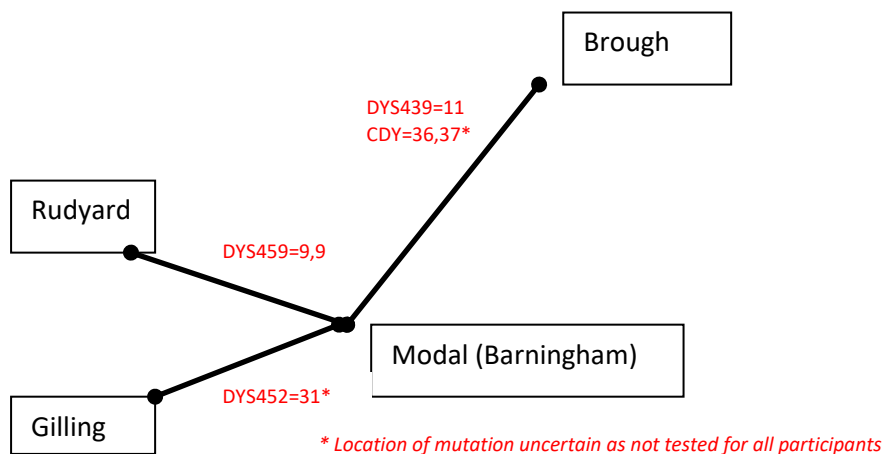 Brough
DYS439=11
CDY=36,37*
Rudyard
DYS459=9,9
Modal (Barningham)
DYS452=31*
Gilling
* Location of mutation uncertain as not tested for all participants